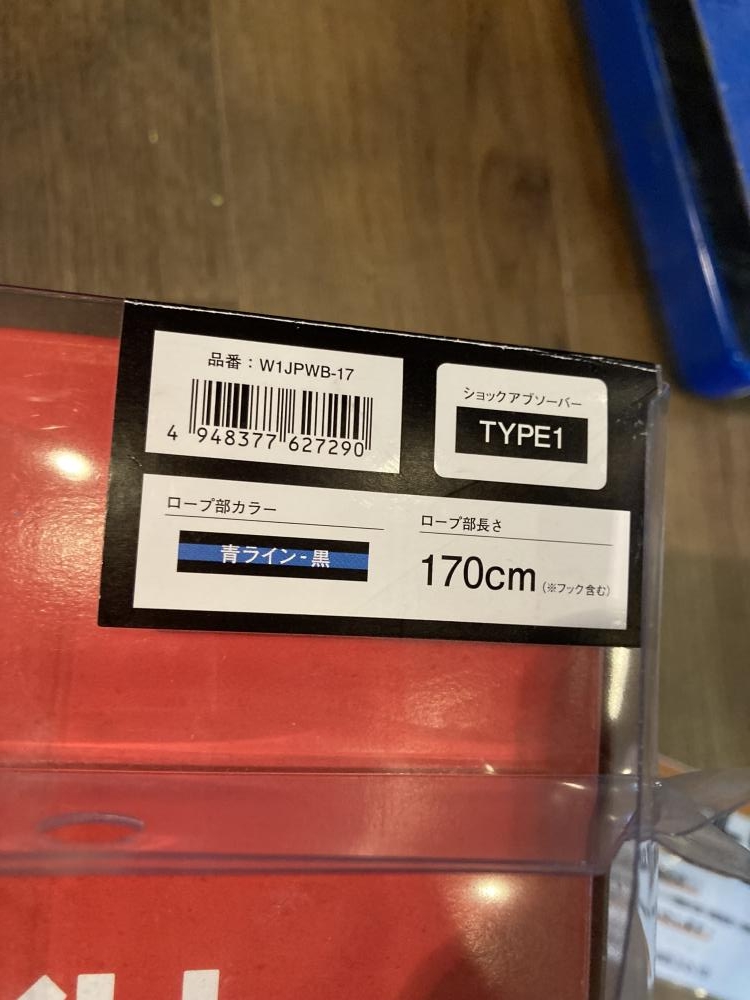 品番：W1JPWB-17
4 948377 627290
ショックアブソーバー
TYPE1
ロープ部カラー
青ライン - 黒
ロープ部長さ
170cm (※フック含む)